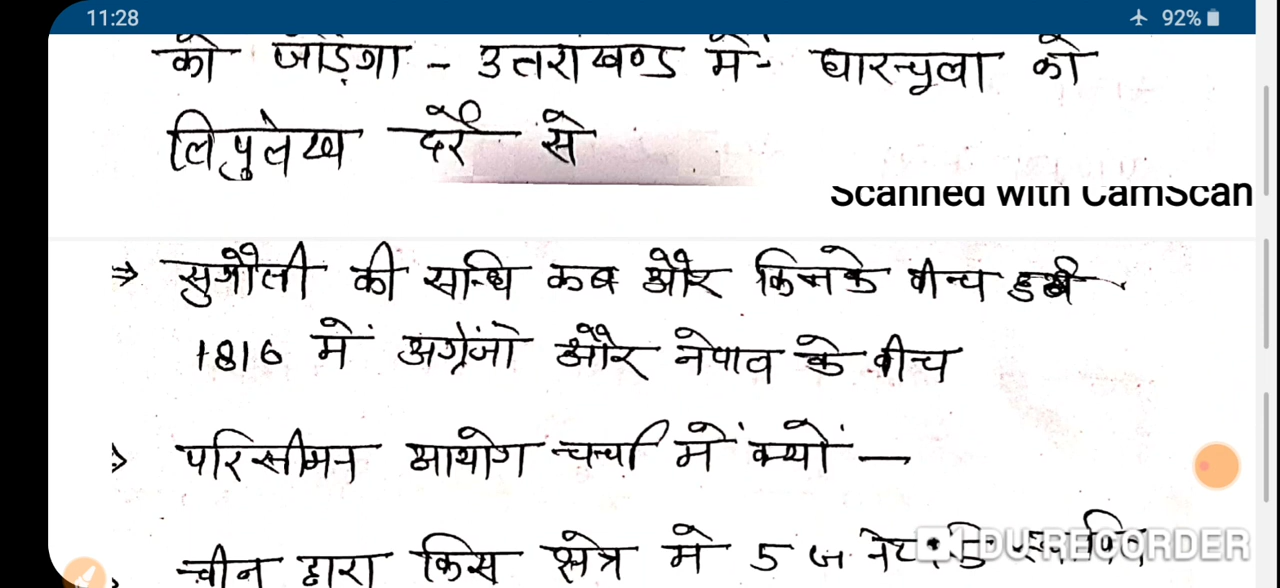 11:28 92%
को जोड़ेगा - उत्तराखण्ड में - धारचूला को
लिपुलेख दर्रे से
Scanned with CamScan
⇒ सुगौली की सन्धि कब और किनके बीच हुई
1816 में अग्रेंजो और नेपाल के बीच
⇒ परिसीमन आयोग चर्चा में क्यों —
चीन द्वारा किस क्षेत्र में 5 ज नेट
DU RECORDER